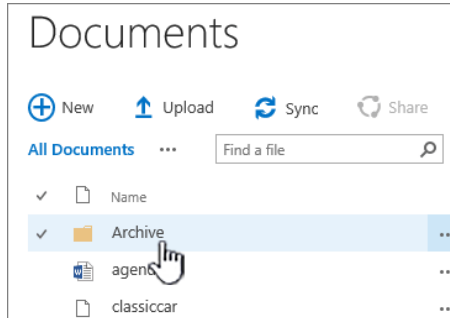 Documents
New Upload Sync Share
All Documents ... Find a file
Name
Archive
classiccar